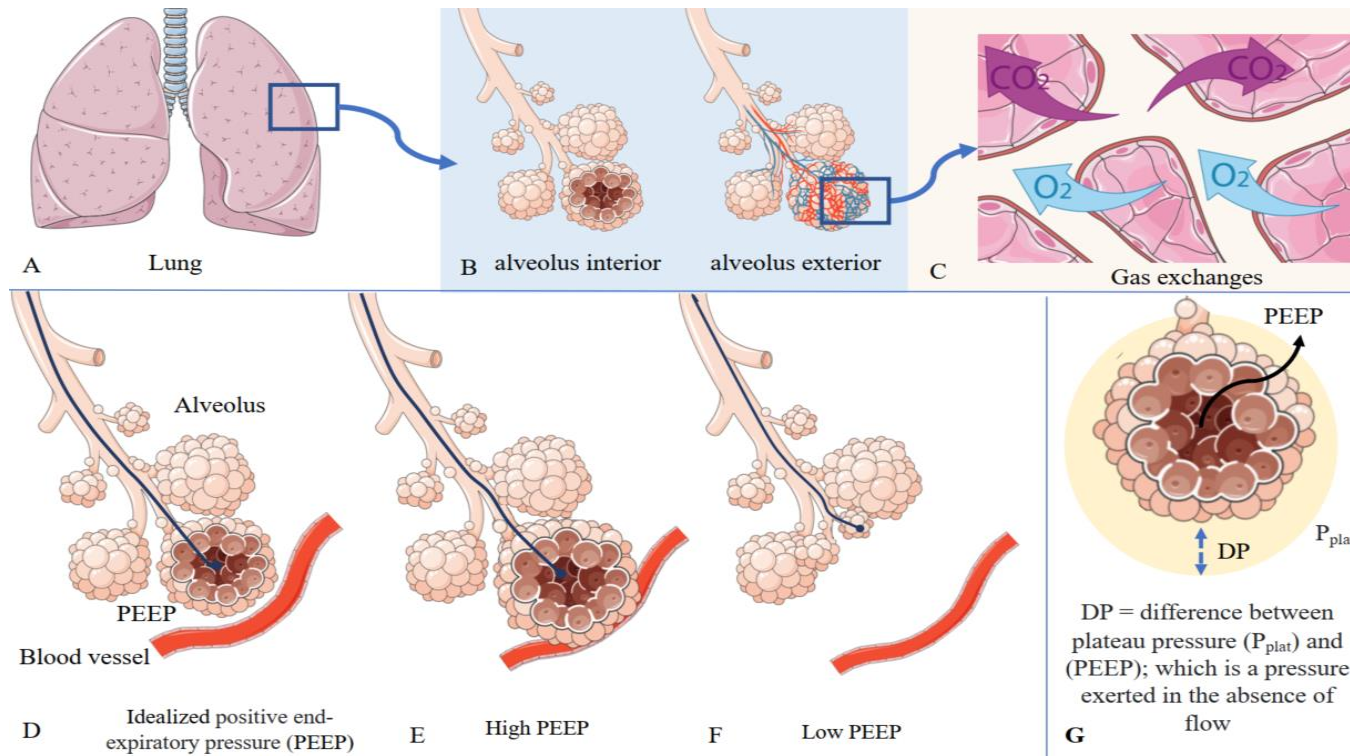 CO₂
CO₂
O₂
O₂
A
Lung
B
alveolus interior
alveolus exterior
C
Gas exchanges
Alveolus
PEEP
Blood vessel
D
Idealized positive end-
expiratory pressure (PEEP)
E
High PEEP
F
Low PEEP
PEEP
Pplat
DP
DP = difference between
plateau pressure (Pplat) and
(PEEP); which is a pressure
exerted in the absence of
flow
G